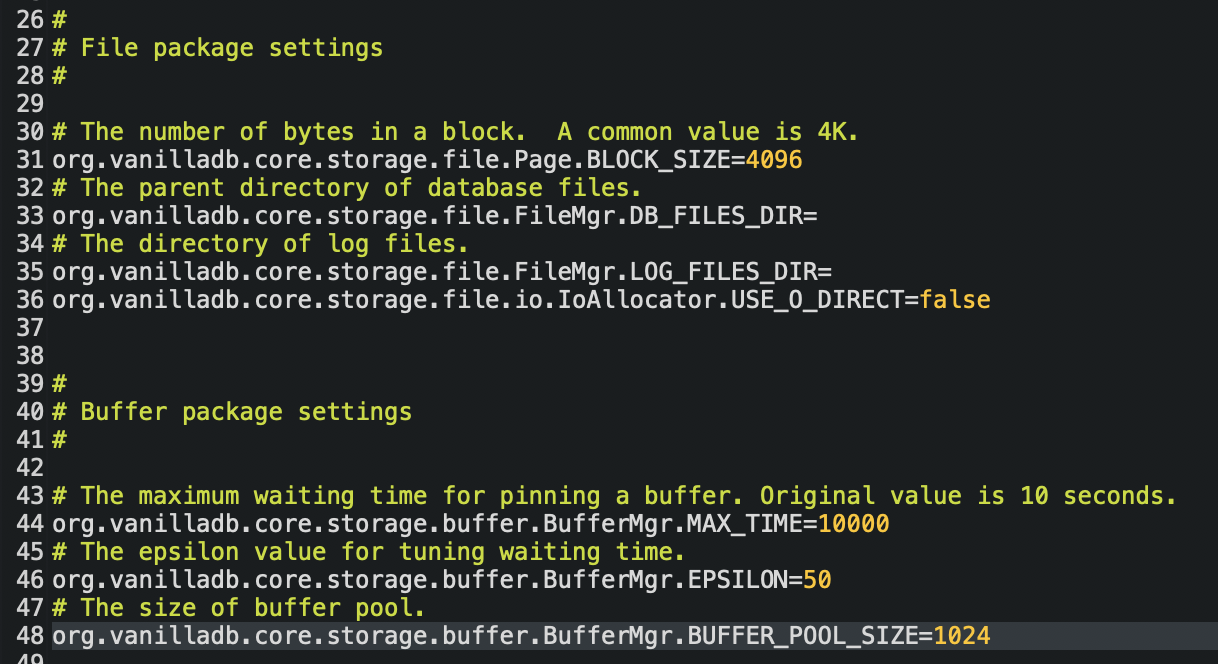 26 #
27 # File package settings
28 #
29
30 # The number of bytes in a block.  A common value is 4K.
31 org.vanilladb.core.storage.file.Page.BLOCK_SIZE=4096
32 # The parent directory of database files.
33 org.vanilladb.core.storage.file.FileMgr.DB_FILES_DIR=
34 # The directory of log files.
35 org.vanilladb.core.storage.file.FileMgr.LOG_FILES_DIR=
36 org.vanilladb.core.storage.file.io.IoAllocator.USE_O_DIRECT=false
37
38
39 #
40 # Buffer package settings
41 #
42
43 # The maximum waiting time for pinning a buffer. Original value is 10 seconds.
44 org.vanilladb.core.storage.buffer.BufferMgr.MAX_TIME=10000
45 # The epsilon value for tuning waiting time.
46 org.vanilladb.core.storage.buffer.BufferMgr.EPSILON=50
47 # The size of buffer pool.
48 org.vanilladb.core.storage.buffer.BufferMgr.BUFFER_POOL_SIZE=1024
49